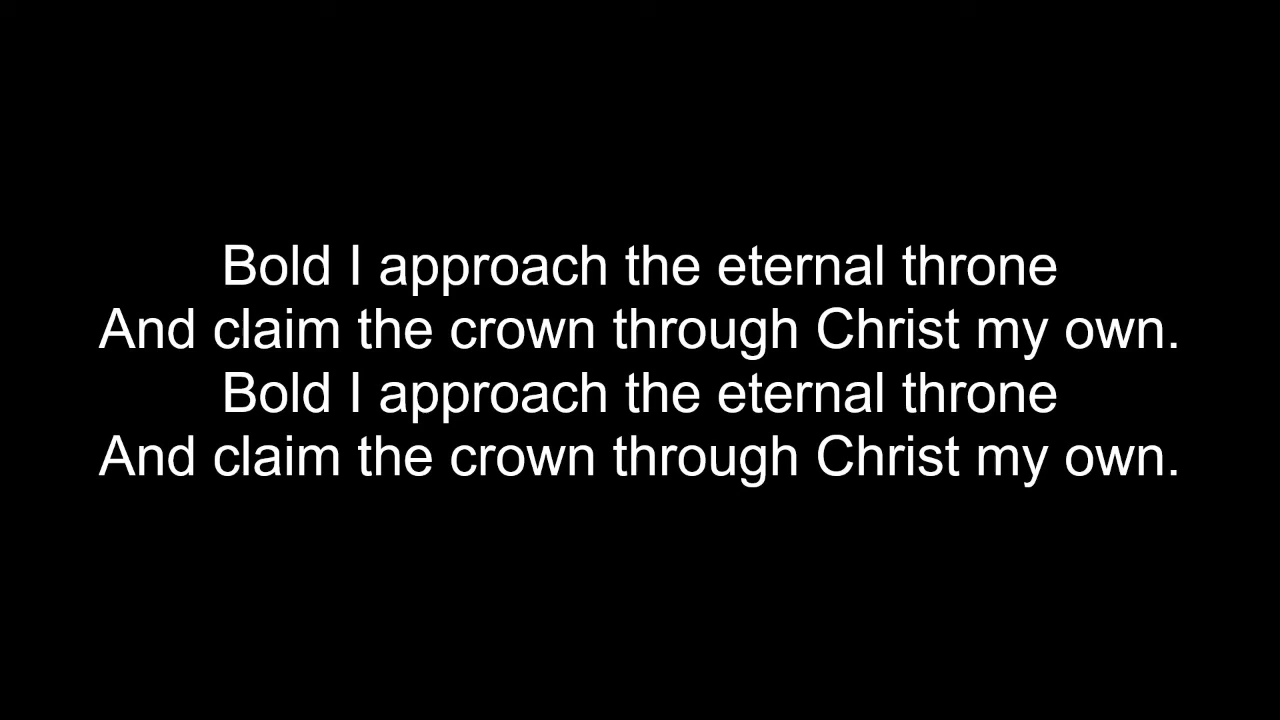 Bold I approach the eternal throne
And claim the crown through Christ my own.
Bold I approach the eternal throne
And claim the crown through Christ my own.